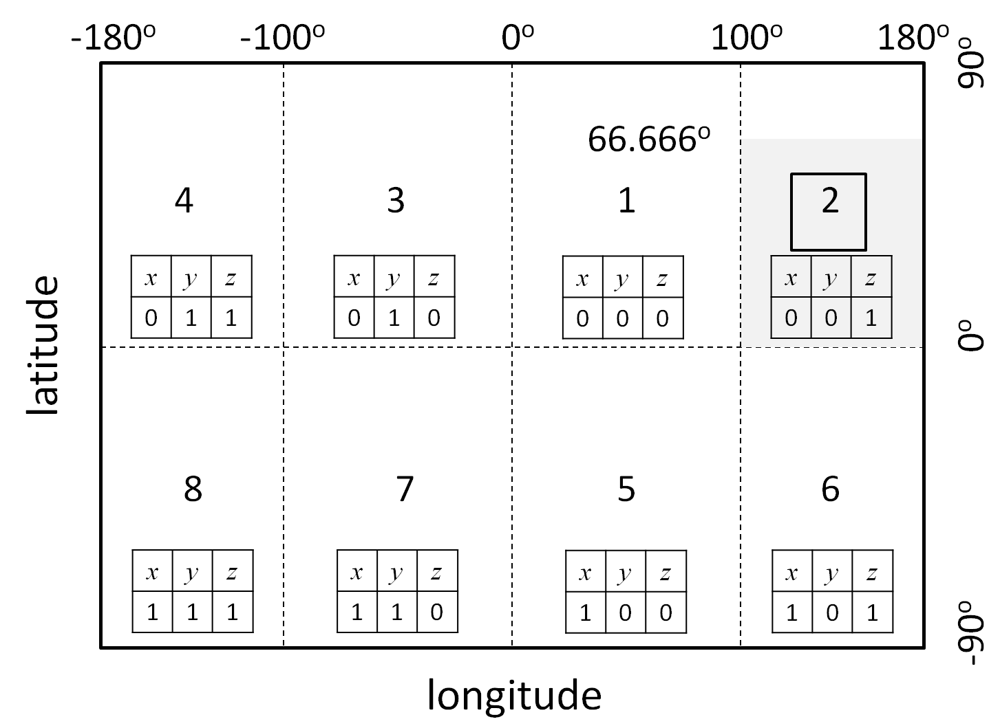 -180° -100° 0° 100° 180°
90°
66.666°
4 3 1 2
x y z x y z x y z x y z
0 1 1 0 1 0 0 0 0 0 0 1
0°
latitude
8 7 5 6
x y z x y z x y z x y z
1 1 1 1 1 0 1 0 0 1 0 1
-90°
longitude